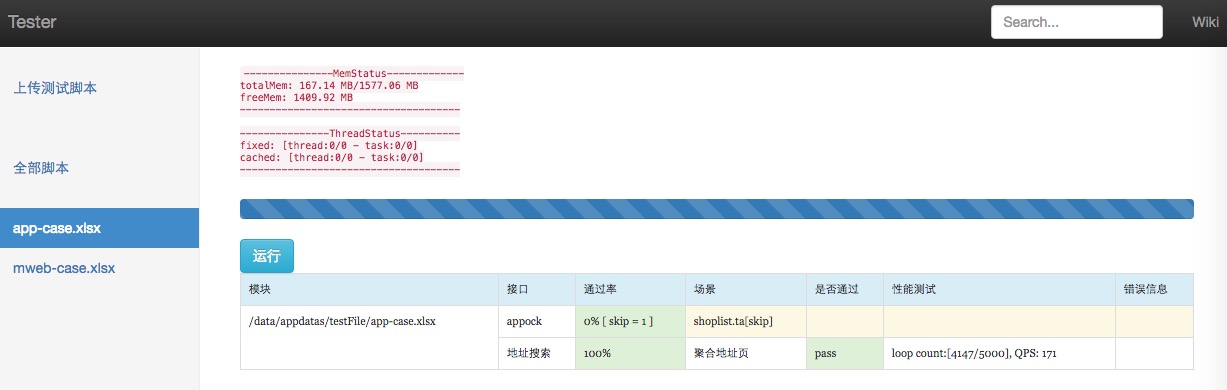 Tester Search... Wiki
上传测试脚本
全部脚本
app-case.xlsx
mweb-case.xlsx
---------------MemStatus-------------
totalMem: 167.14 MB/1577.06 MB
freeMem: 1409.92 MB
-------------------------------------
---------------ThreadStatus----------
fixed: [thread:0/0 - task:0/0]
cached: [thread:0/0 - task:0/0]
-------------------------------------
运行
模块 接口 通过率 场景 是否通过 性能测试 错误信息
/data/appdatas/testFile/app-case.xlsx appock 0% [ skip = 1 ] shoplist.ta[skip]
地址搜索 100% 聚合地址页 pass loop count:[4147/5000], QPS: 171